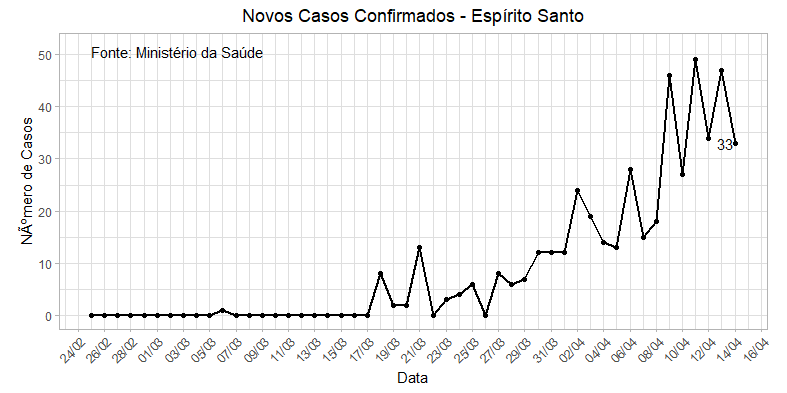 Novos Casos Confirmados - Espírito Santo
Fonte: Ministério da Saúde
NÃºmero de Casos
50
40
30
20
10
0
33
24/02 26/02 28/02 01/03 03/03 05/03 07/03 09/03 11/03 13/03 15/03 17/03 19/03 21/03 23/03 25/03 27/03 29/03 31/03 02/04 04/04 06/04 08/04 10/04 12/04 14/04 16/04
Data